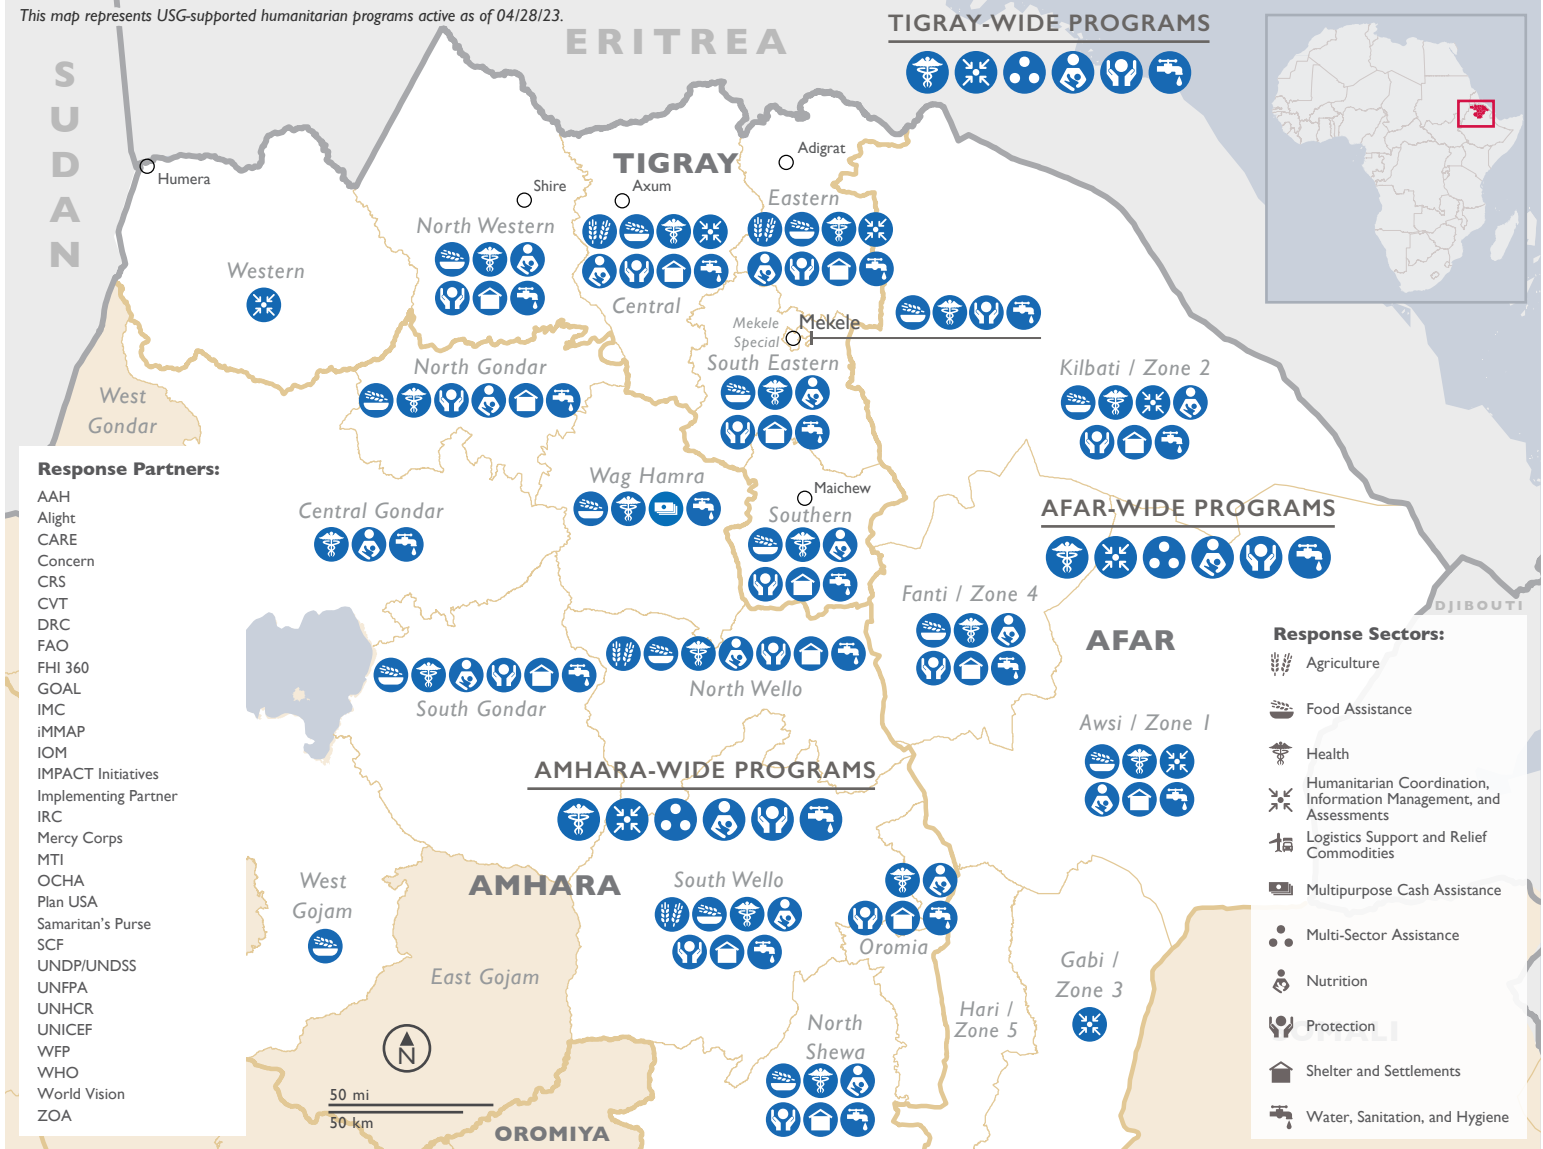 This map represents USG-supported humanitarian programs active as of 04/28/23.
ERITREA
TIGRAY-WIDE PROGRAMS
SUDAN
Humera
TIGRAY
Adigrat
Shire
Axum
Eastern
North Western
Western
Central
Mekele
Special
Mekele
South Eastern
North Gondar
Kilbati / Zone 2
West
Gondar
Wag Hamra
Maichew
Southern
Central Gondar
AFAR-WIDE PROGRAMS
Fanti / Zone 4
DJIBOUTI
AFAR
North Wello
South Gondar
Awsi / Zone 1
AMHARA-WIDE PROGRAMS
AMHARA
South Wello
West
Gojam
East Gojam
Oromia
Gabi /
Zone 3
Hari /
Zone 5
North
Shewa
N
50 mi
50 km
OROMIYA
Response Partners:
AAH
Alight
CARE
Concern
CRS
CVT
DRC
FAO
FHI 360
GOAL
IMC
iMMAP
IOM
IMPACT Initiatives
Implementing Partner
IRC
Mercy Corps
MTI
OCHA
Plan USA
Samaritan's Purse
SCF
UNDP/UNDSS
UNFPA
UNHCR
UNICEF
WFP
WHO
World Vision
ZOA
Response Sectors:
Agriculture
Food Assistance
Health
Humanitarian Coordination,
Information Management, and
Assessments
Logistics Support and Relief
Commodities
Multipurpose Cash Assistance
Multi-Sector Assistance
Nutrition
Protection
Shelter and Settlements
Water, Sanitation, and Hygiene